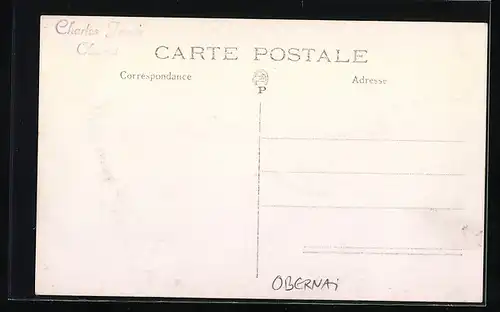 Charles
CARTE POSTALE
Correspondance
Adresse
P
OBERNAi